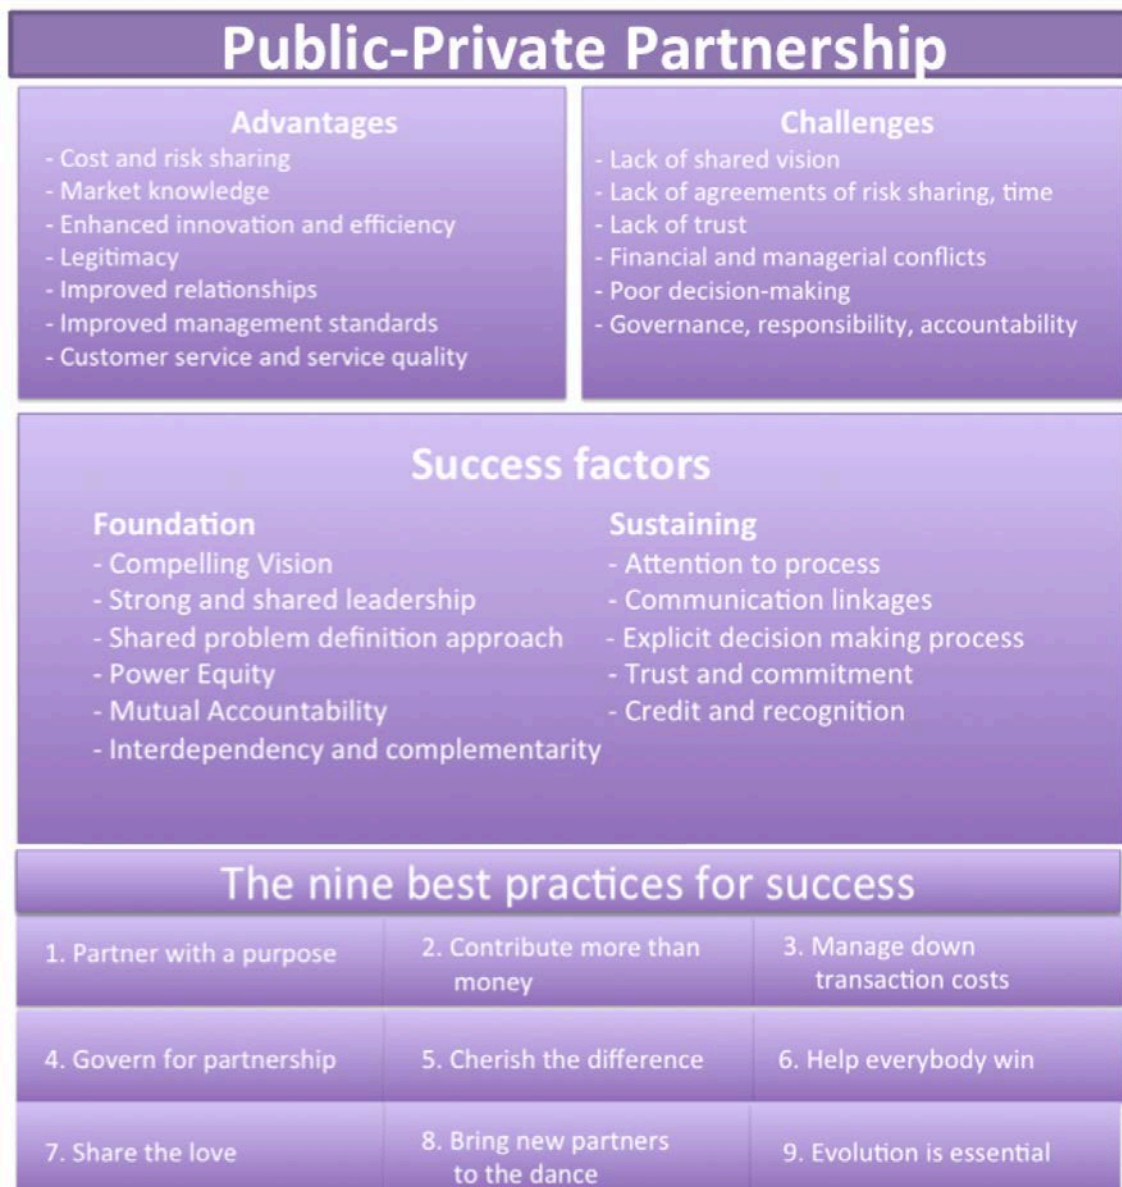 Public-Private Partnership
Advantages
- Cost and risk sharing
- Market knowledge
- Enhanced innovation and efficiency
- Legitimacy
- Improved relationships
- Improved management standards
- Customer service and service quality
Challenges
- Lack of shared vision
- Lack of agreements of risk sharing, time
- Lack of trust
- Financial and managerial conflicts
- Poor decision-making
- Governance, responsibility, accountability
Success factors
Foundation
- Compelling Vision
- Strong and shared leadership
- Shared problem definition approach
- Power Equity
- Mutual Accountability
- Interdependency and complementarity
Sustaining
- Attention to process
- Communication linkages
- Explicit decision making process
- Trust and commitment
- Credit and recognition
The nine best practices for success
1. Partner with a purpose
2. Contribute more than
money
3. Manage down
transaction costs
4. Govern for partnership
5. Cherish the difference
6. Help everybody win
7. Share the love
8. Bring new partners
to the dance
9. Evolution is essential